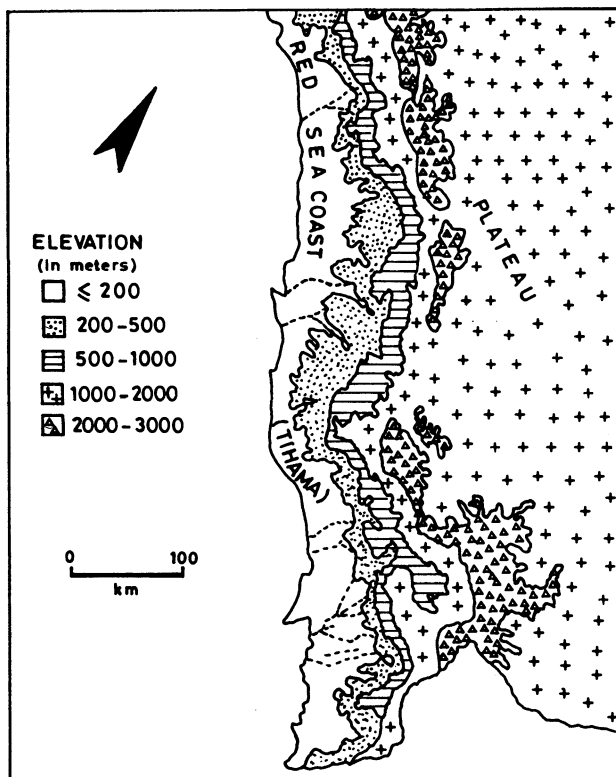 RED
SEA COAST
(TIHAMA)
PLATEAU
ELEVATION
(In meters)
⩽ 200
200-500
500-1000
1000-2000
2000-3000
0 100
km